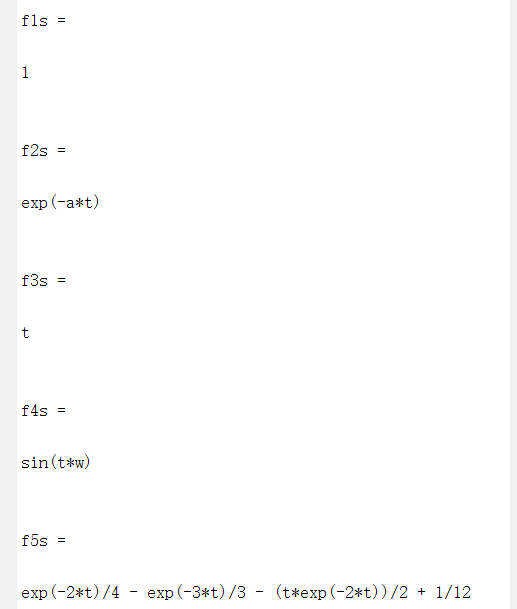 f1s =
1
f2s =
exp(-a*t)
f3s =
t
f4s =
sin(t*w)
f5s =
exp(-2*t)/4 - exp(-3*t)/3 - (t*exp(-2*t))/2 + 1/12